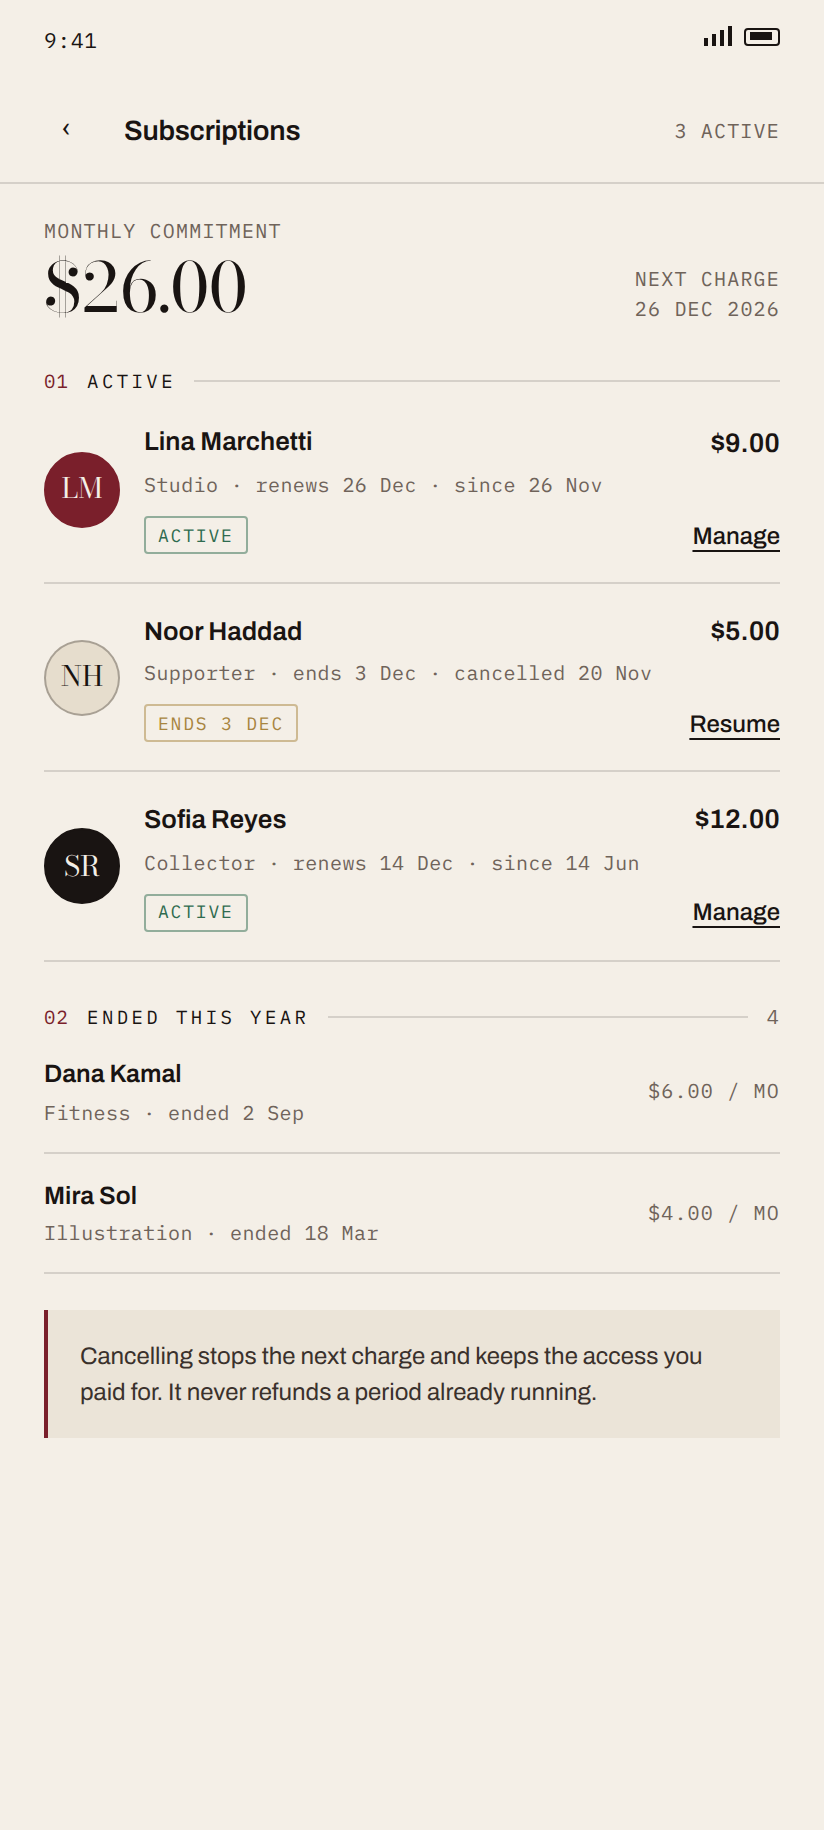 9:41
‹ Subscriptions 3 ACTIVE
MONTHLY COMMITMENT
$26.00
NEXT CHARGE
26 DEC 2026
01 ACTIVE
LM
Lina Marchetti $9.00
Studio · renews 26 Dec · since 26 Nov
ACTIVE Manage
NH
Noor Haddad $5.00
Supporter · ends 3 Dec · cancelled 20 Nov
ENDS 3 DEC Resume
SR
Sofia Reyes $12.00
Collector · renews 14 Dec · since 14 Jun
ACTIVE Manage
02 ENDED THIS YEAR 4
Dana Kamal
Fitness · ended 2 Sep
$6.00 / MO
Mira Sol
Illustration · ended 18 Mar
$4.00 / MO
Cancelling stops the next charge and keeps the access you
paid for. It never refunds a period already running.